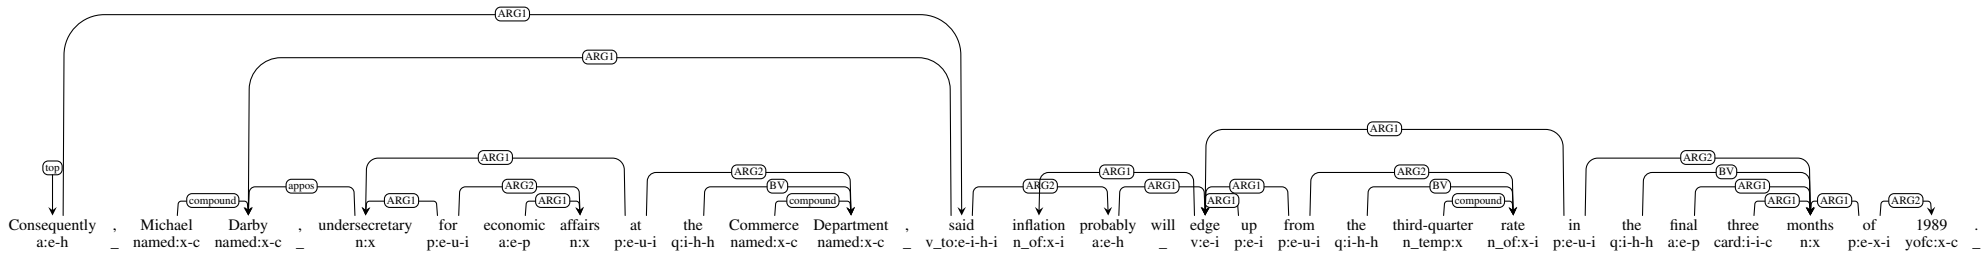 ARG1
ARG1
ARG1
top ARG1 ARG2
ARG2 BV ARG1 ARG2 BV
appos ARG2 BV ARG2 ARG1 ARG1 BV ARG1
compound ARG1 ARG1 compound ARG1 compound ARG1 ARG1 ARG2
Consequently , Michael Darby , undersecretary for economic affairs at the Commerce Department , said inflation probably will edge up from the third-quarter rate in the final three months of 1989 .
a:e-h _ named:x-c named:x-c _ n:x p:e-u-i a:e-p n:x p:e-u-i q:i-h-h named:x-c named:x-c _ v_to:e-i-h-i n_of:x-i a:e-h _ v:e-i p:e-i p:e-u-i q:i-h-h n_temp:x n_of:x-i p:e-u-i q:i-h-h a:e-p card:i-i-c n:x p:e-x-i yofc:x-c _